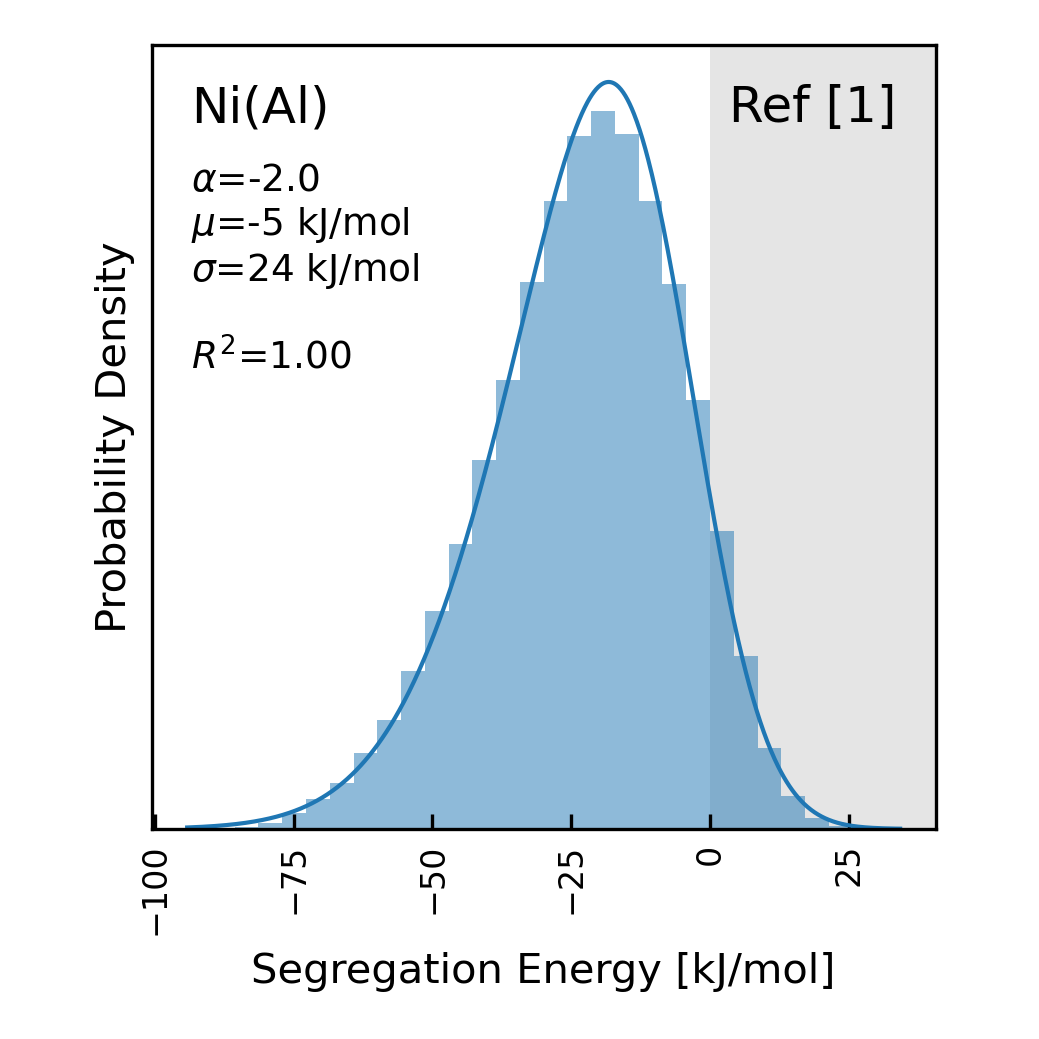 Ni(Al)
Ref [1]
α=-2.0
μ=-5 kJ/mol
σ=24 kJ/mol
R²=1.00
Probability Density
−100
−75
−50
−25
0
25
Segregation Energy [kJ/mol]